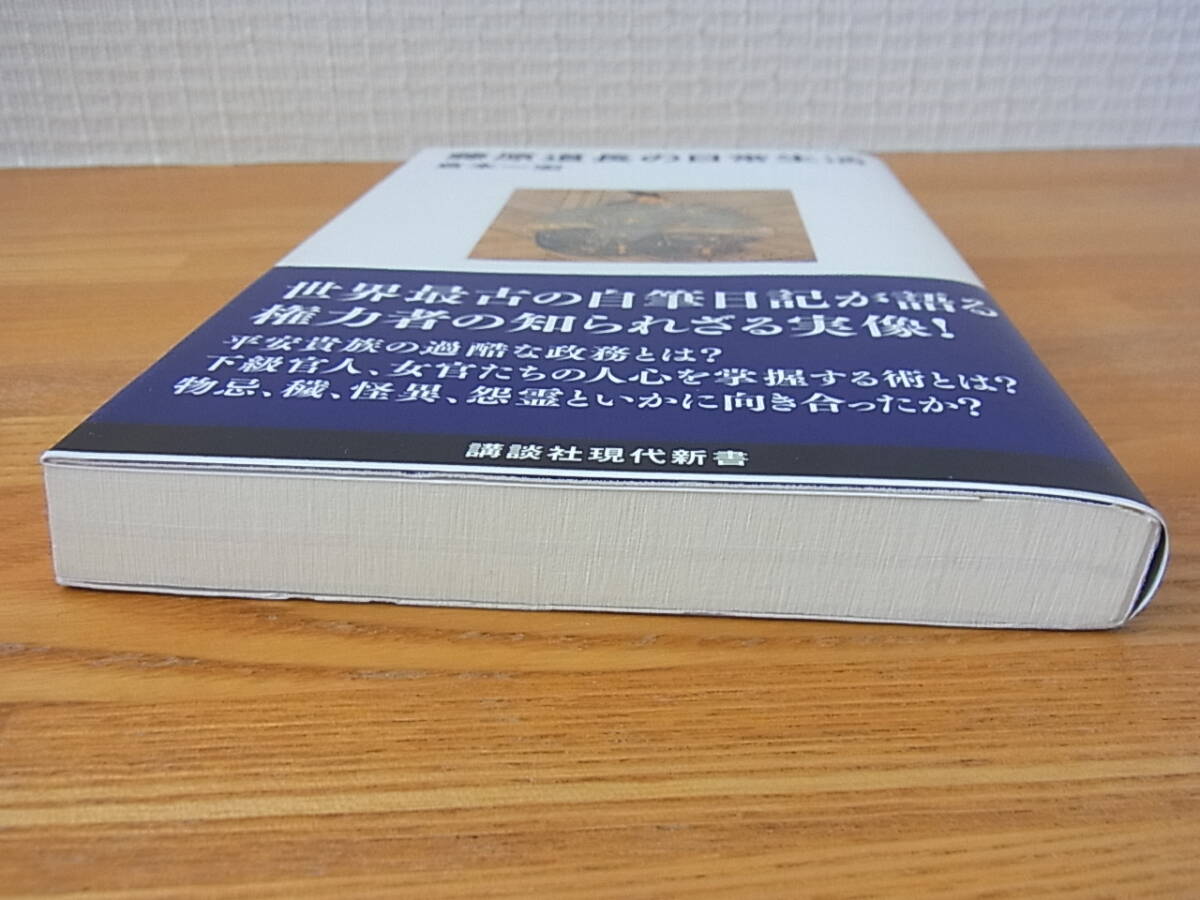 藤原道長の日常生活
倉本一宏
世界最古の自筆日記が語る
権力者の知られざる実像!
平安貴族の過酷な政務とは?
下級官人、女官たちの人心を掌握する術とは?
物忌、穢、怪異、怨霊といかに向き合ったか?
講談社現代新書